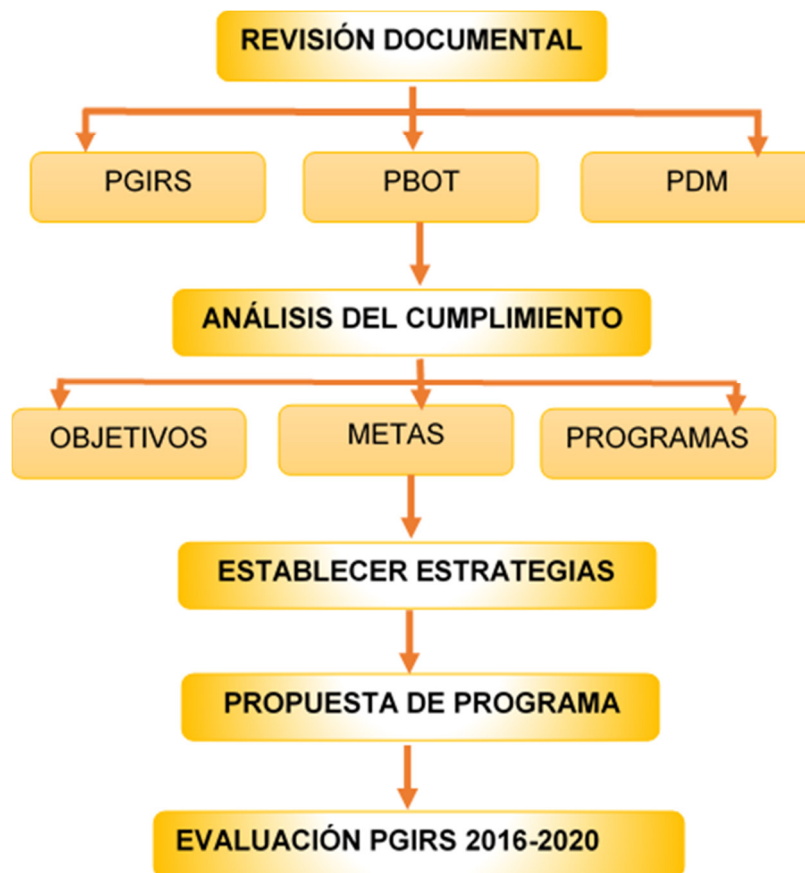 REVISIÓN DOCUMENTAL
PGIRS
PBOT
PDM
ANÁLISIS DEL CUMPLIMIENTO
OBJETIVOS
METAS
PROGRAMAS
ESTABLECER ESTRATEGIAS
PROPUESTA DE PROGRAMA
EVALUACIÓN PGIRS 2016-2020